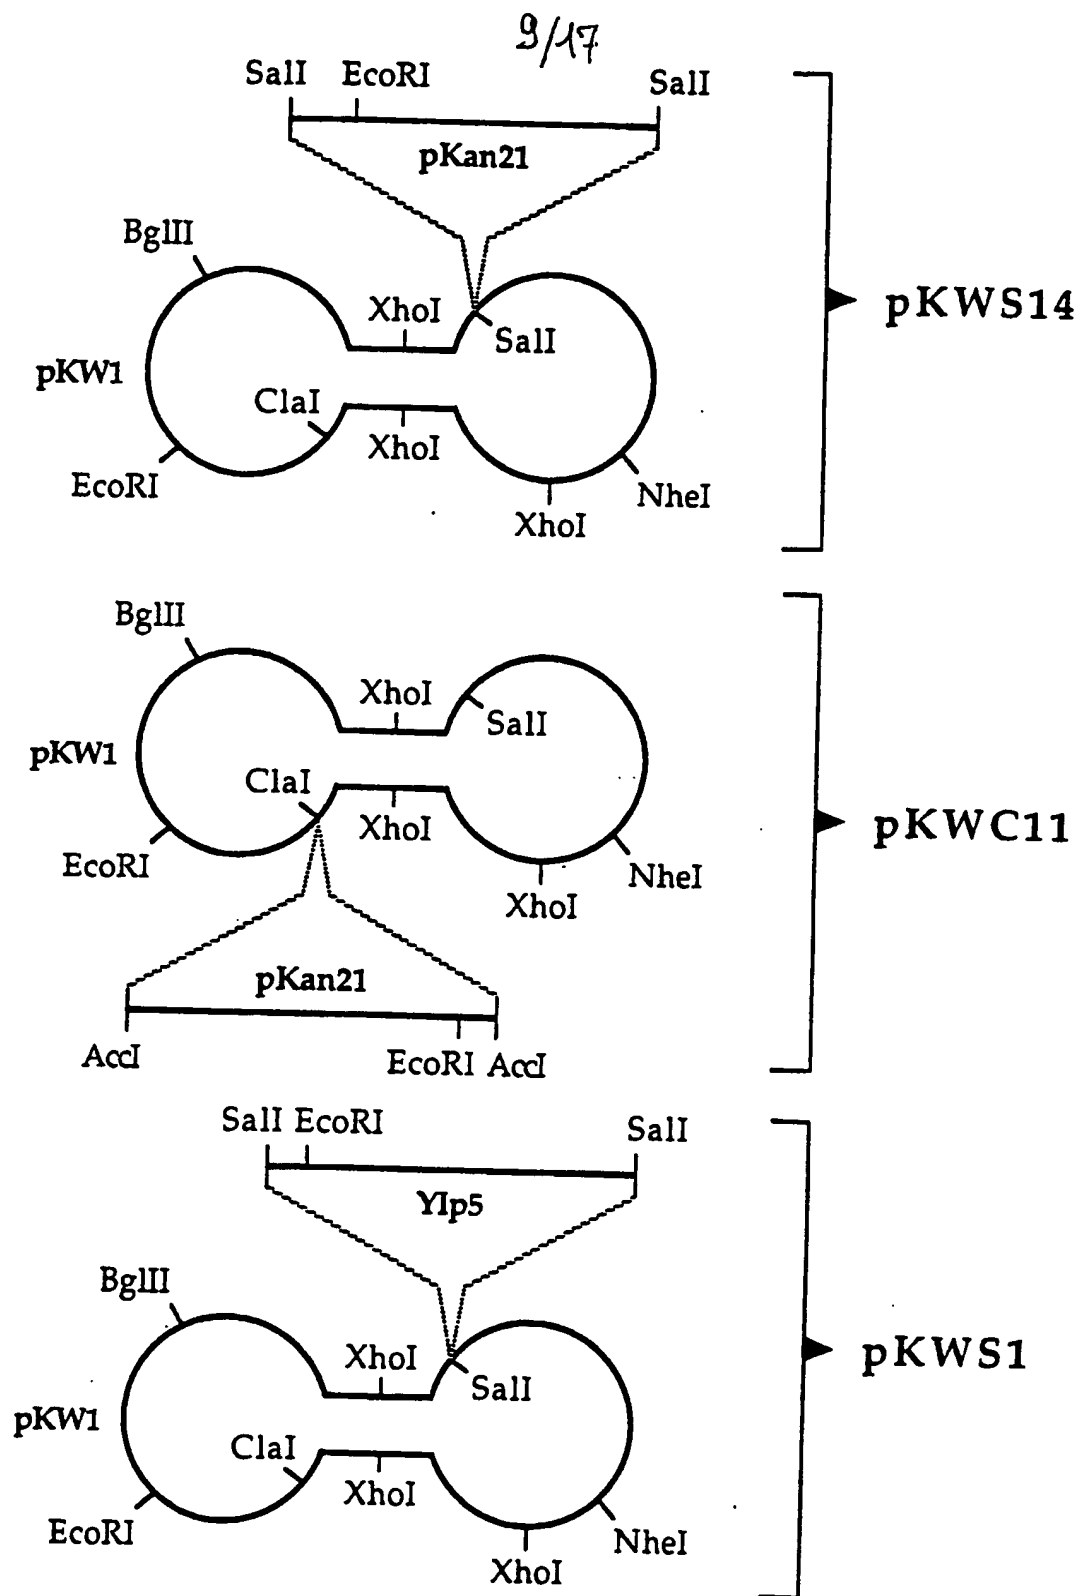 9/17
SalI EcoRI SalI
pKan21
BglII
XhoI
SalI
pKWS14
pKW1
ClaI
XhoI
EcoRI
NheI
XhoI
BglII
XhoI
SalI
pKW1
ClaI
XhoI
pKWC11
EcoRI
NheI
XhoI
pKan21
AccI EcoRI AccI
SalI EcoRI SalI
YIp5
BglII
XhoI
SalI
pKWS1
pKW1
ClaI
XhoI
EcoRI
NheI
XhoI